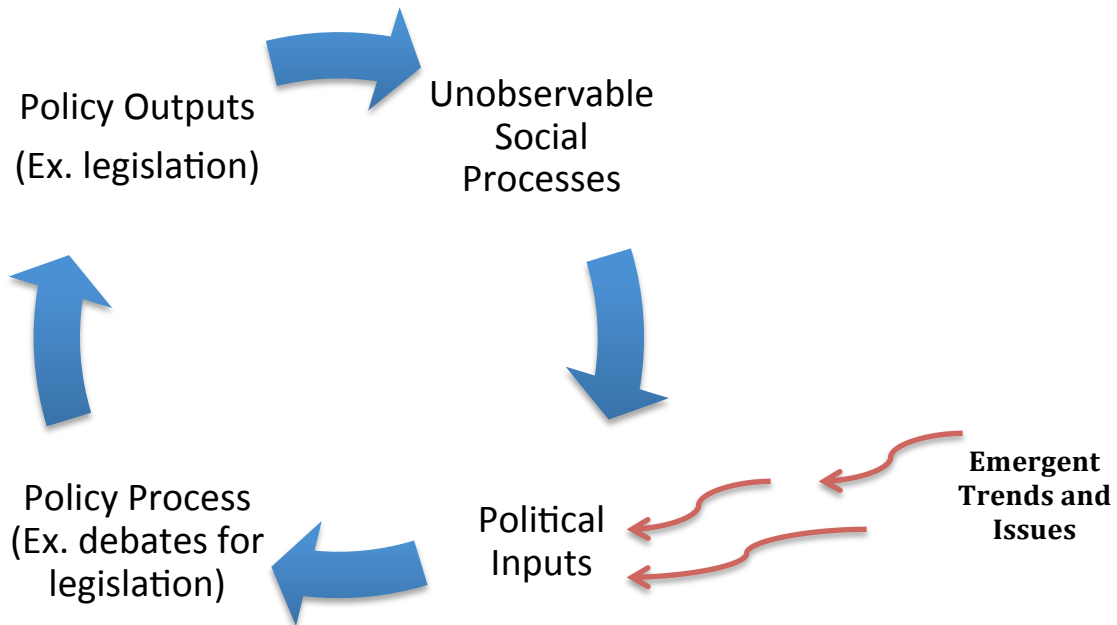 Policy Outputs
(Ex. legislation)
Unobservable
Social
Processes
Policy Process
(Ex. debates for
legislation)
Political
Inputs
Emergent
Trends and
Issues